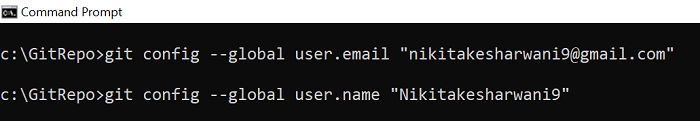 Command Prompt
c:\GitRepo>git config --global user.email "nikitakesharwani9@gmail.com"
c:\GitRepo>git config --global user.name "Nikitakesharwani9"